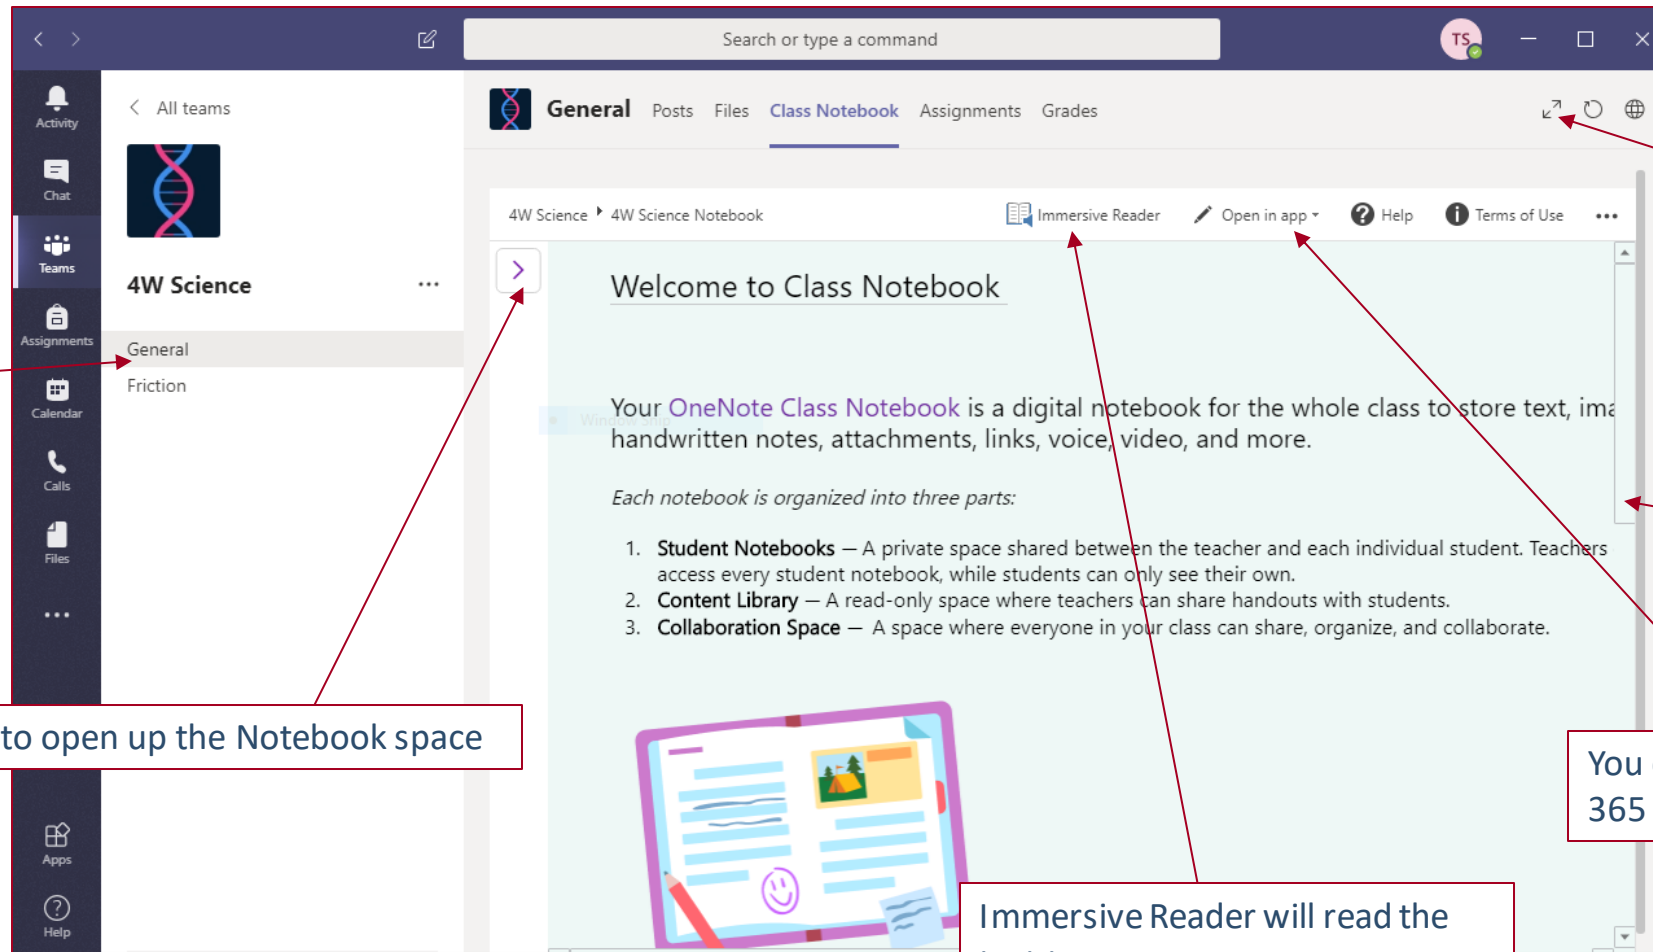 Search or type a command
TS
Activity
Chat
Teams
Assignments
Calendar
Calls
Files
Apps
Help
All teams
4W Science
General
Friction
General Posts Files Class Notebook Assignments Grades
4W Science 4W Science Notebook
Immersive Reader Open in app Help Terms of Use
Welcome to Class Notebook
Your OneNote Class Notebook is a digital notebook for the whole class to store text, ima
handwritten notes, attachments, links, voice, video, and more.
Window Snip
Each notebook is organized into three parts:
1. Student Notebooks — A private space shared between the teacher and each individual student. Teachers
access every student notebook, while students can only see their own.
2. Content Library — A read-only space where teachers can share handouts with students.
3. Collaboration Space — A space where everyone in your class can share, organize, and collaborate.
to open up the Notebook space
You
365
Immersive Reader will read the